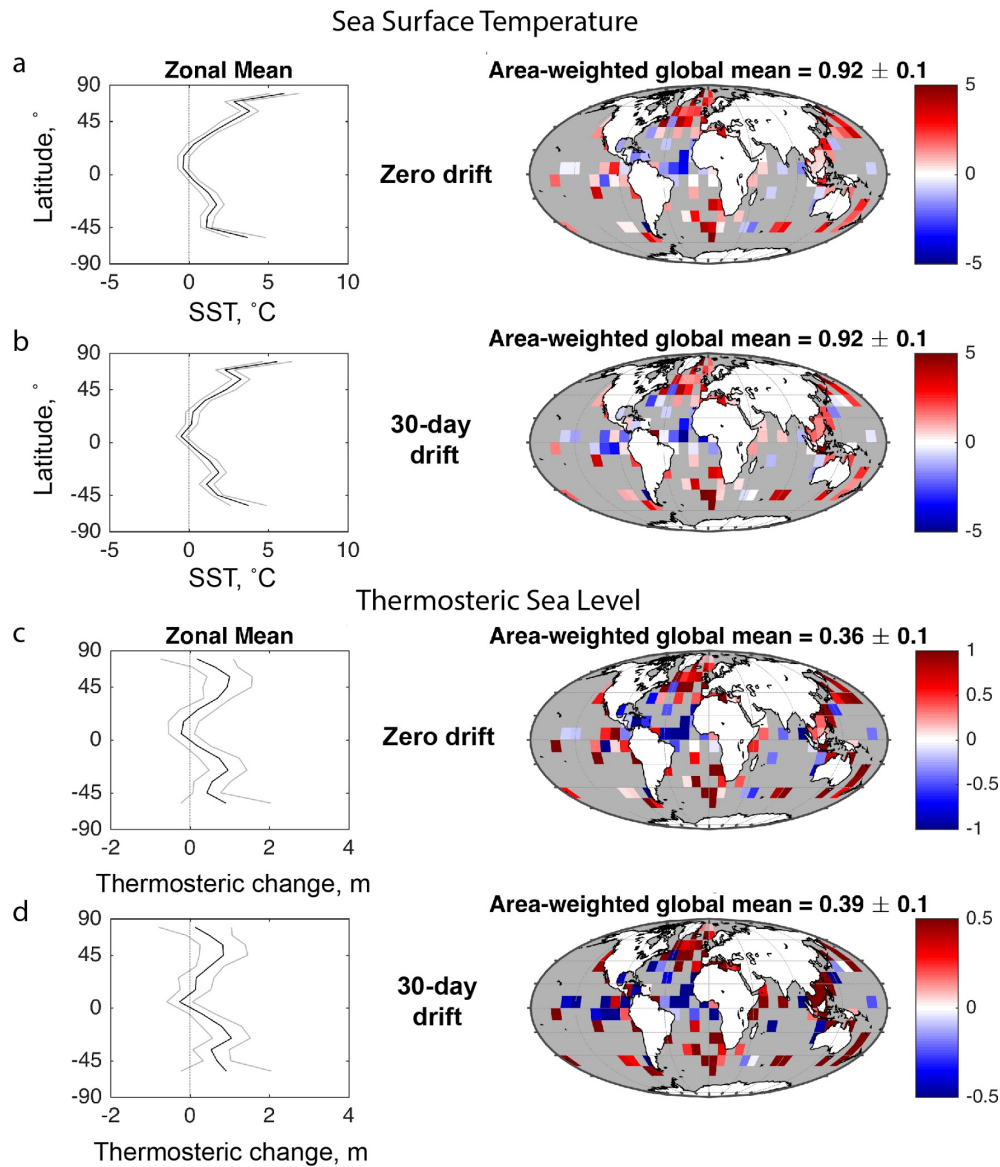 Sea Surface Temperature
a
Zonal Mean
Area-weighted global mean = 0.92 ± 0.1
90
45
0
-45
-90
Latitude, °
-5 0 5 10
SST, ˚C
Zero drift
5
0
-5
b
Area-weighted global mean = 0.92 ± 0.1
90
45
0
-45
-90
Latitude, °
-5 0 5 10
SST, ˚C
30-day
drift
5
0
-5
Thermosteric Sea Level
c
Zonal Mean
Area-weighted global mean = 0.36 ± 0.1
90
45
0
-45
-90
-2 0 2 4
Thermosteric change, m
Zero drift
1
0.5
0
-0.5
-1
d
Area-weighted global mean = 0.39 ± 0.1
90
45
0
-45
-90
-2 0 2 4
Thermosteric change, m
30-day
drift
0.5
0
-0.5